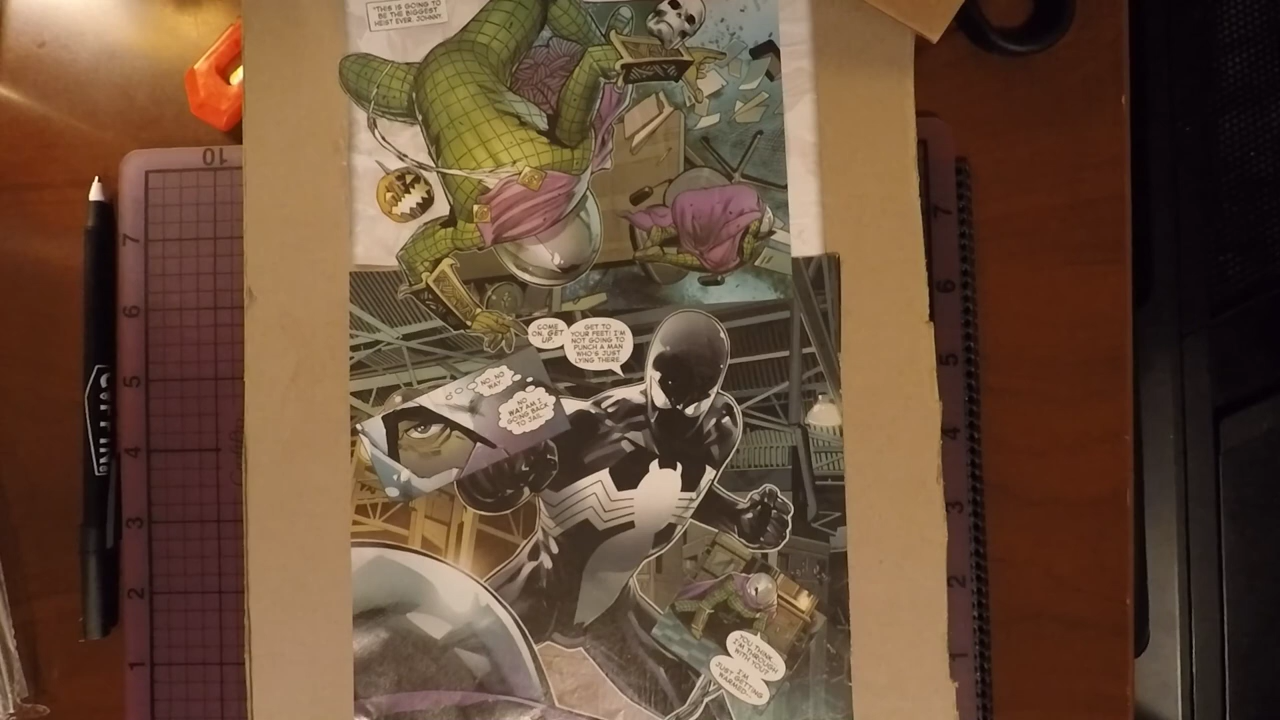 "THIS IS GOING TO
BE THE BIGGEST
HEIST EVER, JOHNNY.
COME
ON, GET
UP.
GET TO
YOUR FEET! I'M
NOT GOING TO
PUNCH A MAN
WHO'S JUST
LYING THERE.
NO, NO
WAY.
NO
WAY AM I
GOING BACK
TO JAIL.
YOU THINK
I'M THROUGH
WITH YOU?
I'M
JUST GETTING
WARMED--
10
7
6
5
4
3
2
1
7
6
5
4
3
2
1